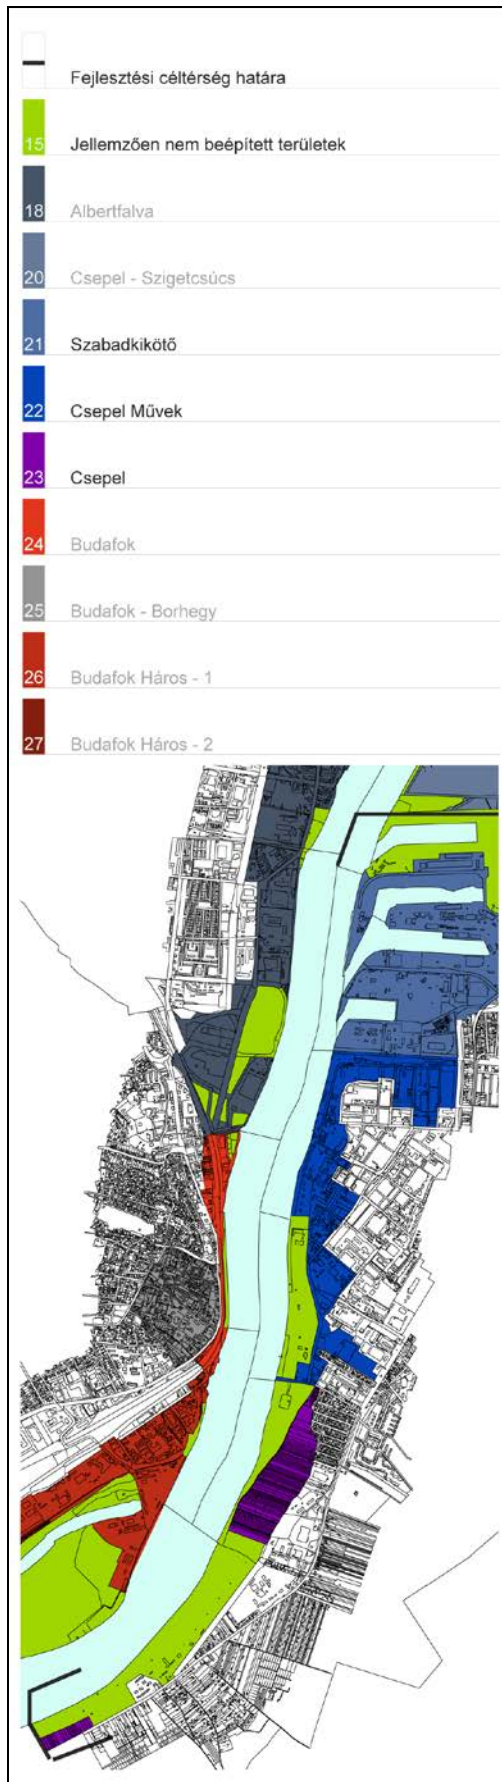 Fejlesztési céltérség határa
15 Jellemzően nem beépített területek
18 Albertfalva
20 Csepel - Szigetcsúcs
21 Szabadkikötő
22 Csepel Művek
23 Csepel
24 Budafok
25 Budafok - Borhegy
26 Budafok Háros - 1
27 Budafok Háros - 2